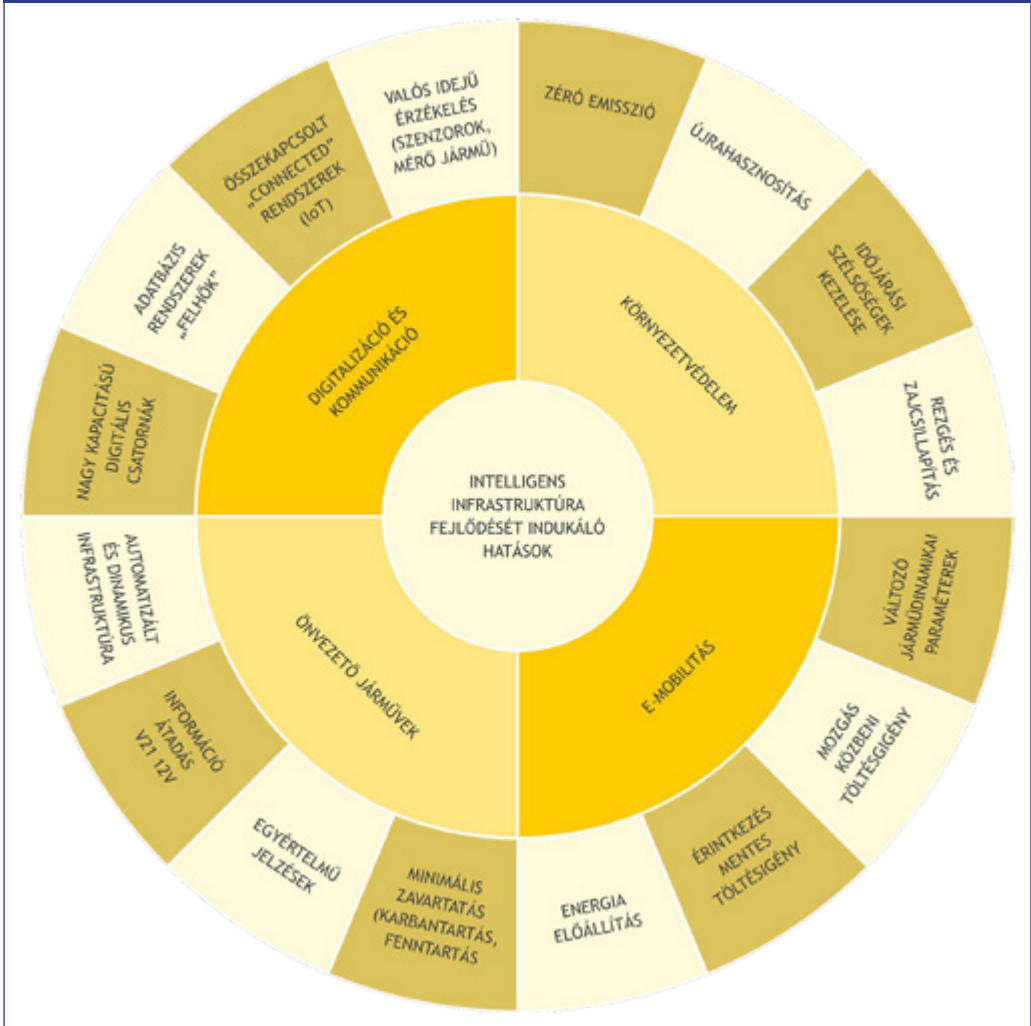 INTELLIGENS
INFRASTRUKTÚRA
FEJLŐDÉSÉT INDUKÁLÓ
HATÁSOK
KÖRNYEZETVÉDELEM
ZÉRÓ EMISSZIÓ
ÚJRAHASZNOSÍTÁS
IDŐJÁRÁSI
SZÉLSŐSÉGEK
KEZELÉSE
REZGÉS ÉS
ZAJCSILLAPÍTÁS
E-MOBILITÁS
VÁLTOZÓ
JÁRMŰDINAMIKAI
PARAMÉTEREK
MOZGÁS
KÖZBENI
TÖLTÉSGIGÉNY
ÉRINTKEZÉS
MENTES
TÖLTÉSIGÉNY
ENERGIA
ELŐÁLLÍTÁS
ÖNVEZETŐ JÁRMŰVEK
MINIMÁLIS
ZAVARTATÁS
(KARBANTARTÁS,
FENNTARTÁS
EGYÉRTELMŰ
JELZÉSEK
INFORMÁCIÓ
ÁTADÁS
V21 12V
AUTOMATIZÁLT
ÉS DINAMIKUS
INFRASTRUKTÚRA
DIGITALIZÁCIÓ ÉS
KOMMUNIKÁCIÓ
NAGY KAPACITÁSÚ
DIGITÁLIS
CSATORNÁK
ADATBÁZIS
RENDSZEREK
„FELHŐK”
ÖSSZEKAPCSOLT
„CONNECTED”
RENDSZEREK
(IoT)
VALÓS IDEJŰ
ÉRZÉKELÉS
(SZENZOROK,
MÉRŐ JÁRMŰ)